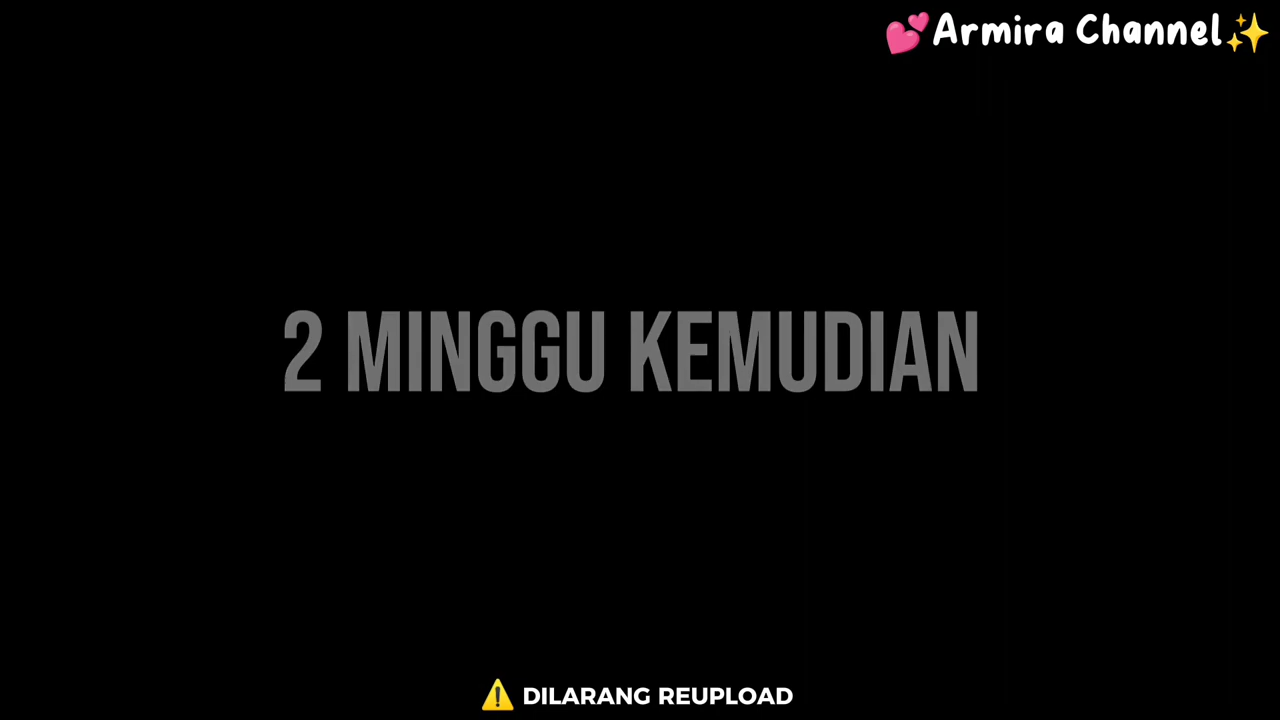 💕Armira Channel✨
2 MINGGU KEMUDIAN
⚠️ DILARANG REUPLOAD